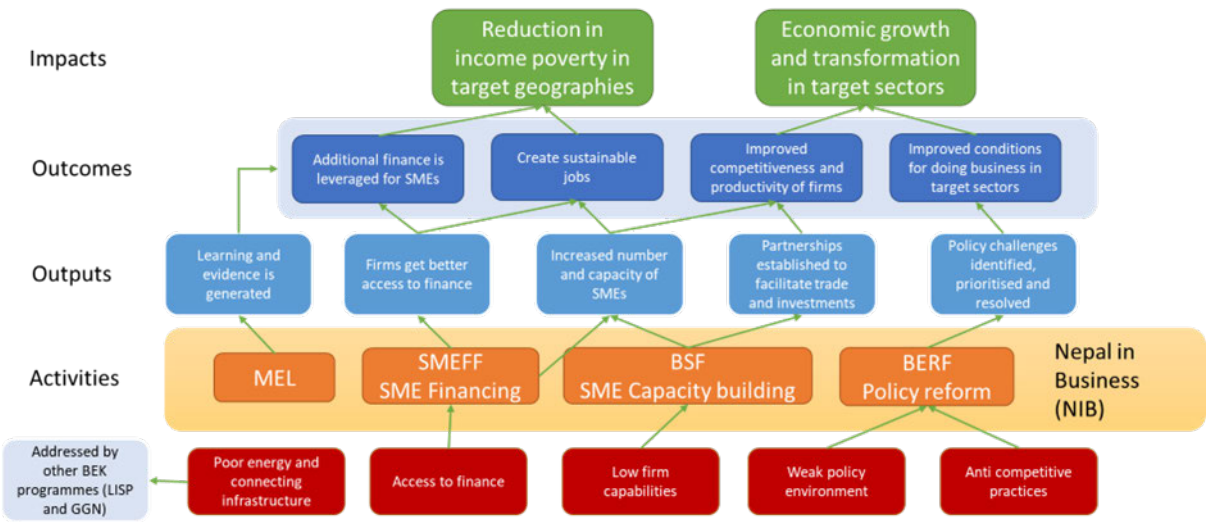 Impacts
Reduction in
income poverty in
target geographies
Economic growth
and transformation
in target sectors
Outcomes
Additional finance is
leveraged for SMEs
Create sustainable
jobs
Improved
competitiveness and
productivity of firms
Improved conditions
for doing business in
target sectors
Outputs
Learning and
evidence is
generated
Firms get better
access to finance
Increased number
and capacity of
SMEs
Partnerships
established to
facilitate trade
and investments
Policy challenges
identified,
prioritised and
resolved
Activities
MEL
SMEFF
SME Financing
BSF
SME Capacity building
BERF
Policy reform
Nepal in
Business
(NIB)
Addressed by
other BEK
programmes (LISP
and GGN)
Poor energy and
connecting
infrastructure
Access to finance
Low firm
capabilities
Weak policy
environment
Anti competitive
practices